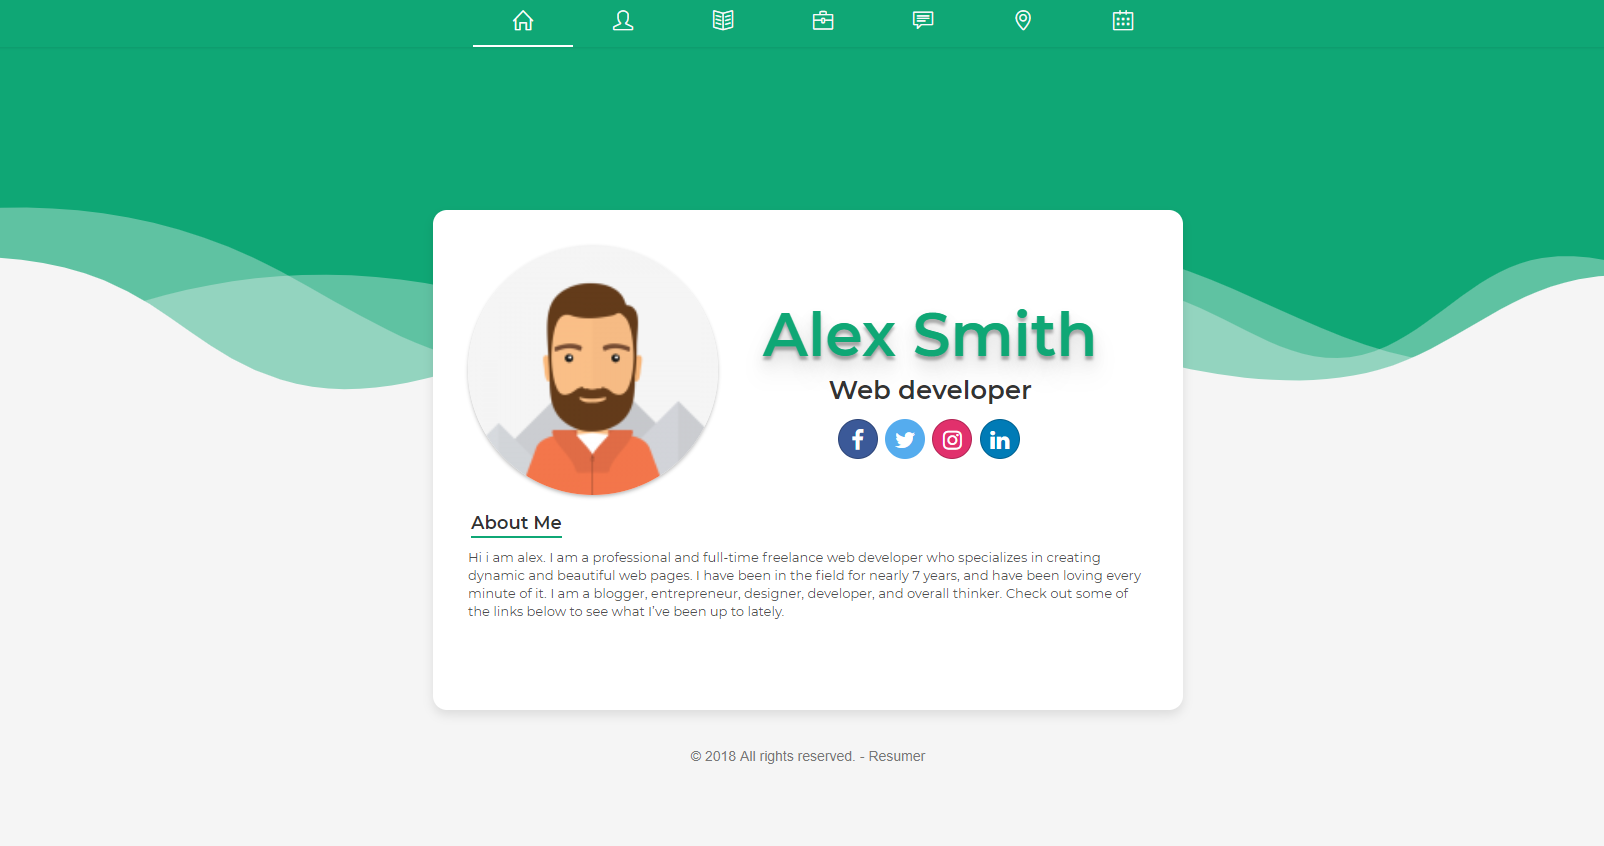 Alex Smith
Web developer
About Me
Hi i am alex. I am a professional and full-time freelance web developer who specializes in creating
dynamic and beautiful web pages. I have been in the field for nearly 7 years, and have been loving every
minute of it. I am a blogger, entrepreneur, designer, developer, and overall thinker. Check out some of
the links below to see what I’ve been up to lately.
© 2018 All rights reserved. - Resumer